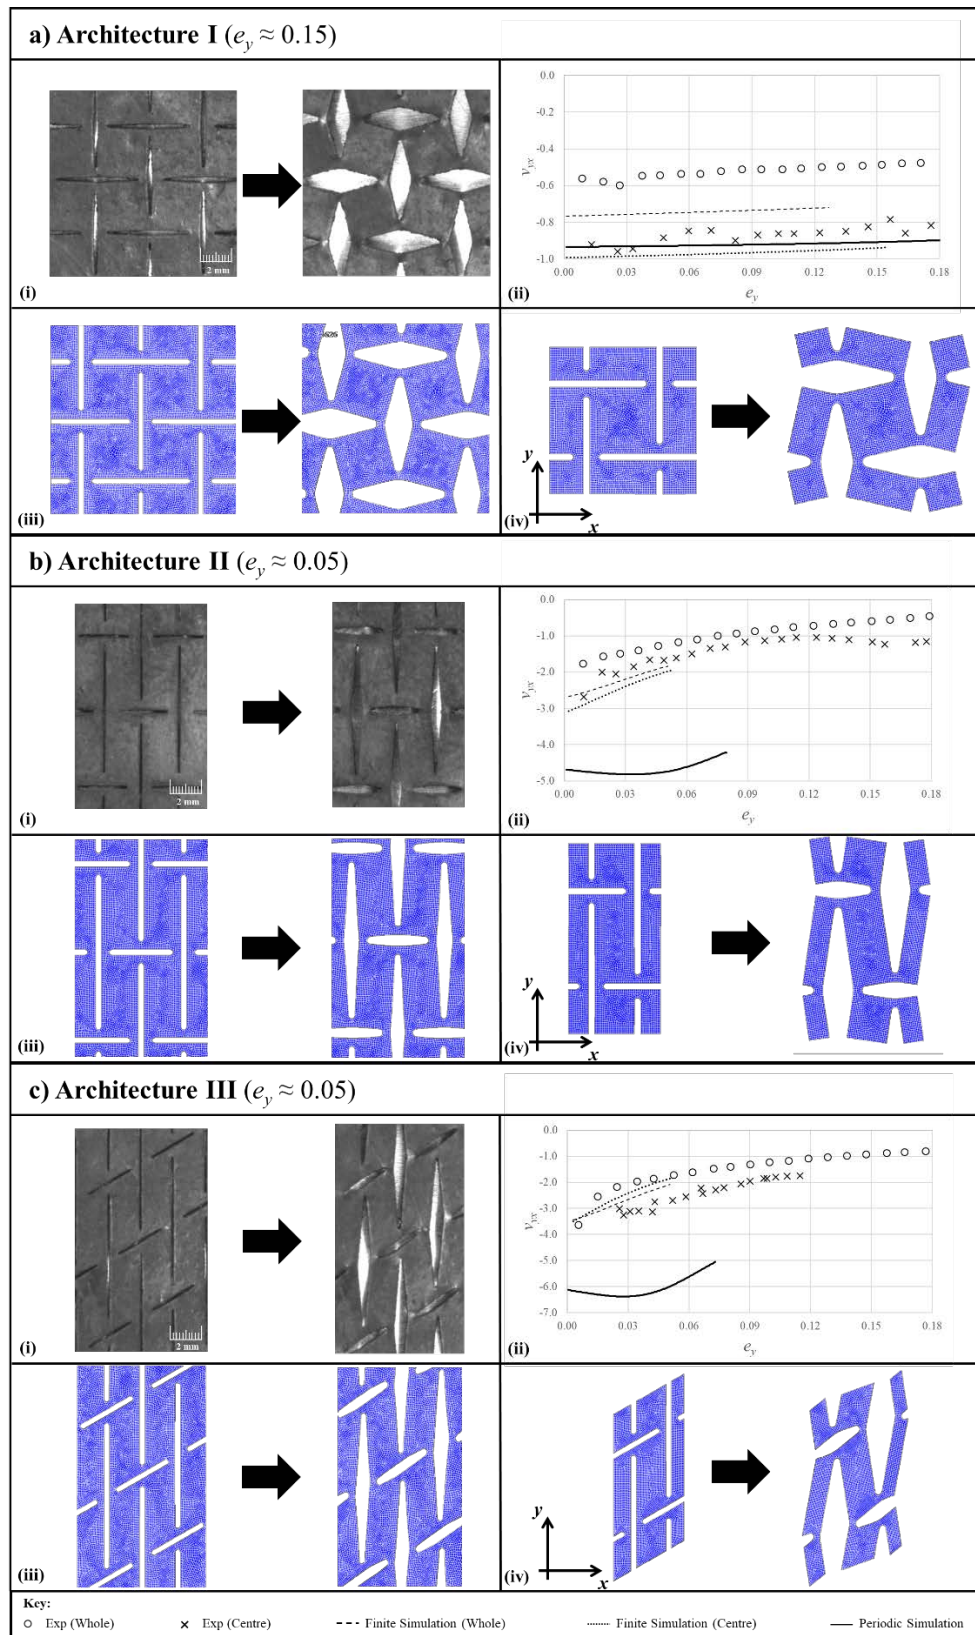 a) Architecture I (e_y ≈ 0.15)
2 mm
(i)
0.0
-0.2
-0.4
-0.6
-0.8
-1.0
ν_yx
0.00 0.03 0.06 0.09 0.12 0.15 0.18
e_y
(ii)
(iii)
y
x
(iv)
b) Architecture II (e_y ≈ 0.05)
2 mm
(i)
0.0
-1.0
-2.0
-3.0
-4.0
-5.0
ν_yx
0.00 0.03 0.06 0.09 0.12 0.15 0.18
e_y
(ii)
(iii)
y
x
(iv)
c) Architecture III (e_y ≈ 0.05)
2 mm
(i)
0.0
-1.0
-2.0
-3.0
-4.0
-5.0
-6.0
-7.0
ν_yx
0.00 0.03 0.06 0.09 0.12 0.15 0.18
e_y
(ii)
(iii)
y
x
(iv)
Key:
Exp (Whole) Exp (Centre) Finite Simulation (Whole) Finite Simulation (Centre) Periodic Simulation